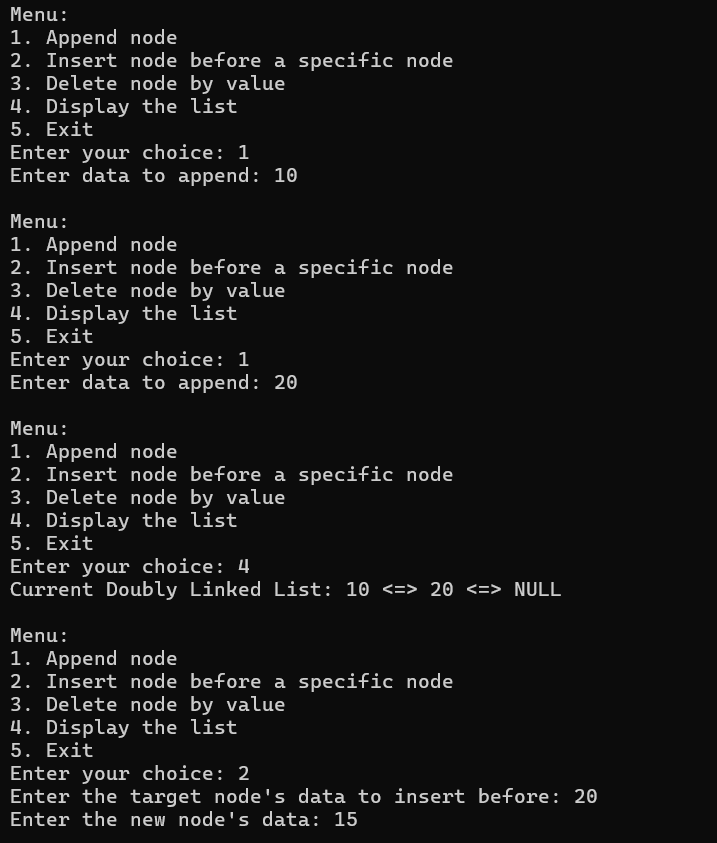 Menu:
1. Append node
2. Insert node before a specific node
3. Delete node by value
4. Display the list
5. Exit
Enter your choice: 1
Enter data to append: 10

Menu:
1. Append node
2. Insert node before a specific node
3. Delete node by value
4. Display the list
5. Exit
Enter your choice: 1
Enter data to append: 20

Menu:
1. Append node
2. Insert node before a specific node
3. Delete node by value
4. Display the list
5. Exit
Enter your choice: 4
Current Doubly Linked List: 10 <=> 20 <=> NULL

Menu:
1. Append node
2. Insert node before a specific node
3. Delete node by value
4. Display the list
5. Exit
Enter your choice: 2
Enter the target node's data to insert before: 20
Enter the new node's data: 15